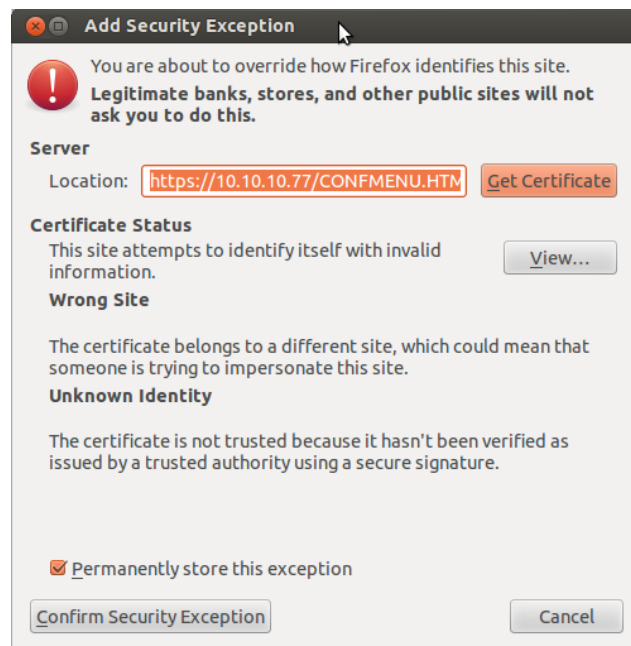 Add Security Exception
You are about to override how Firefox identifies this site.
Legitimate banks, stores, and other public sites will not
ask you to do this.
Server
Location: https://10.10.10.77/CONFMENU.HTM Get Certificate
Certificate Status
This site attempts to identify itself with invalid
information.
View...
Wrong Site
The certificate belongs to a different site, which could mean that
someone is trying to impersonate this site.
Unknown Identity
The certificate is not trusted because it hasn't been verified as
issued by a trusted authority using a secure signature.
Permanently store this exception
Confirm Security Exception Cancel